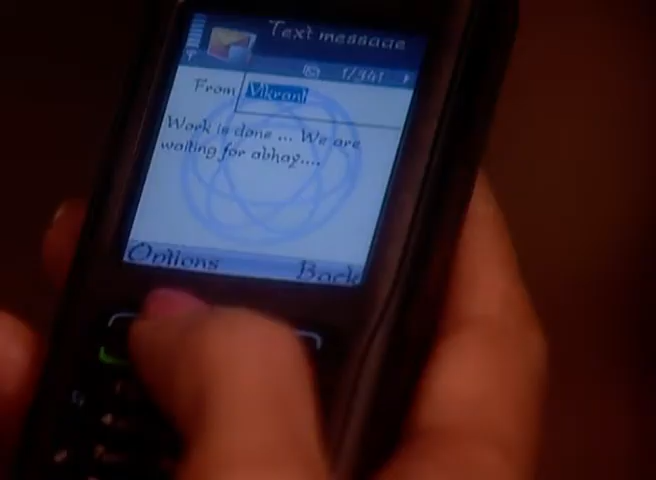 Text message
1/341
From Vikrant
Work is done ... We are
waiting for abhay....
Options Back